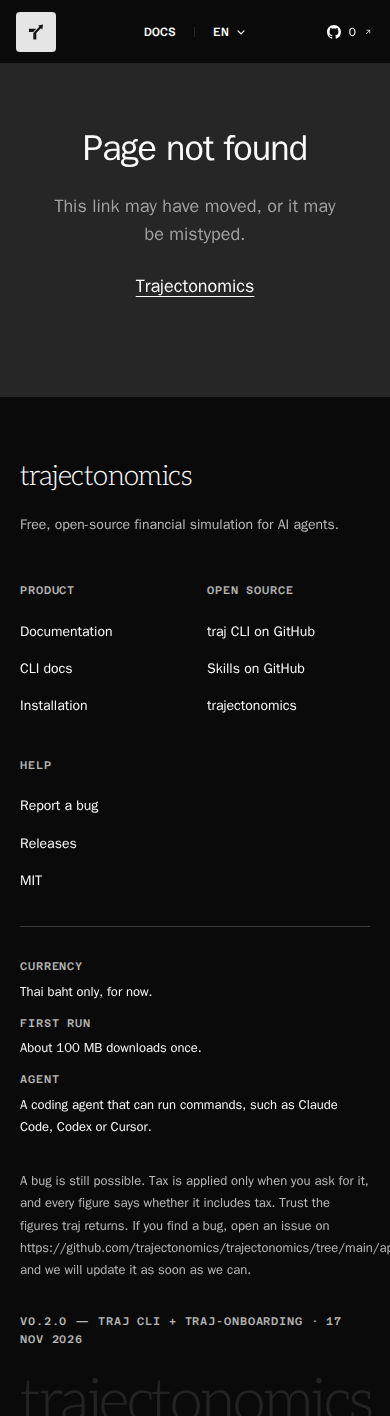 DOCS
EN
0
Page not found
This link may have moved, or it may
be mistyped.
Trajectonomics
trajectonomics
Free, open-source financial simulation for AI agents.
PRODUCT
Documentation
CLI docs
Installation
OPEN SOURCE
traj CLI on GitHub
Skills on GitHub
trajectonomics
HELP
Report a bug
Releases
MIT
CURRENCY
Thai baht only, for now.
FIRST RUN
About 100 MB downloads once.
AGENT
A coding agent that can run commands, such as Claude
Code, Codex or Cursor.
A bug is still possible. Tax is applied only when you ask for it,
and every figure says whether it includes tax. Trust the
figures traj returns. If you find a bug, open an issue on
https://github.com/trajectonomics/trajectonomics/tree/main/ap
and we will update it as soon as we can.
V0.2.0 — TRAJ CLI + TRAJ-ONBOARDING · 17
NOV 2026
trajectonomics